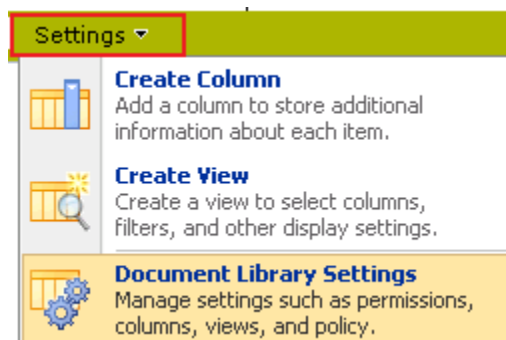 Settings
Create Column
Add a column to store additional
information about each item.
Create View
Create a view to select columns,
filters, and other display settings.
Document Library Settings
Manage settings such as permissions,
columns, views, and policy.